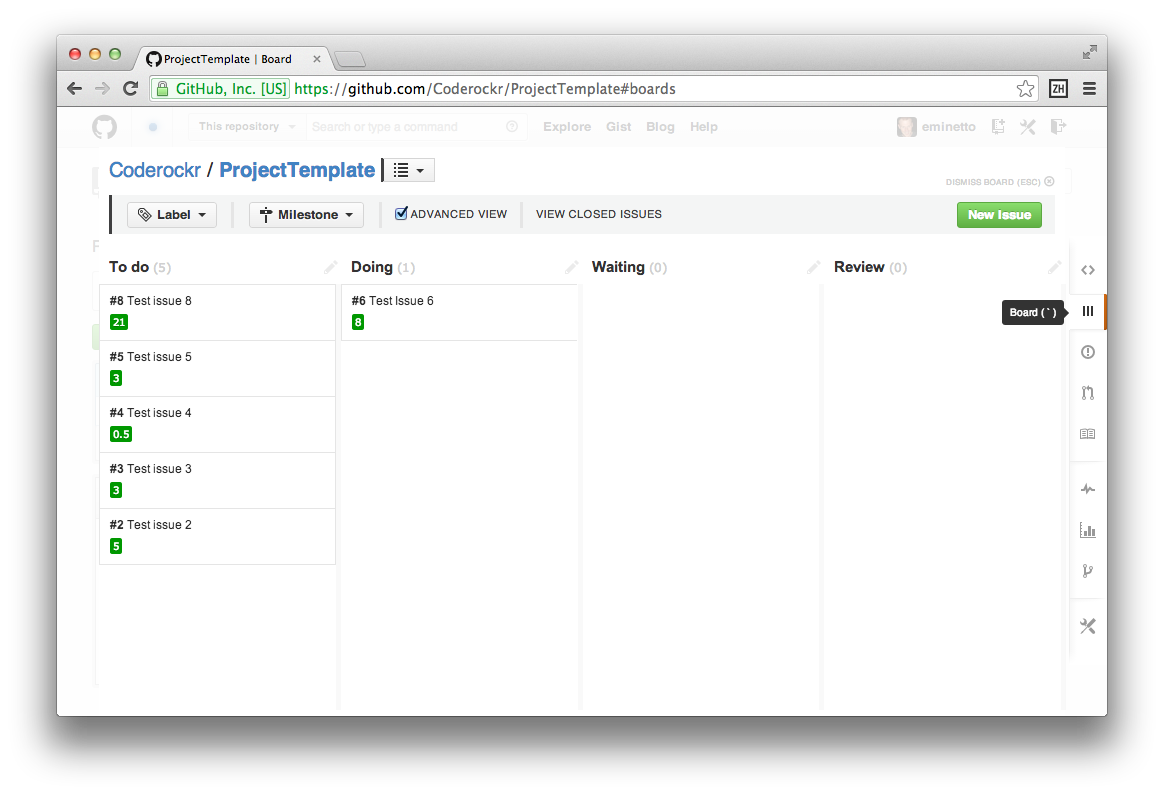 ProjectTemplate | Board
GitHub, Inc. [US] https://github.com/Coderockr/ProjectTemplate#boards ZH
This repository Search or type a command Explore Gist Blog Help eminetto
Coderockr / ProjectTemplate
DISMISS BOARD (ESC)
Label Milestone ADVANCED VIEW VIEW CLOSED ISSUES New Issue
To do (5) Doing (1) Waiting (0) Review (0)
#8 Test issue 8
21
#5 Test issue 5
3
#4 Test issue 4
0.5
#3 Test issue 3
3
#2 Test issue 2
5
#6 Test Issue 6
8
Board ( ` )